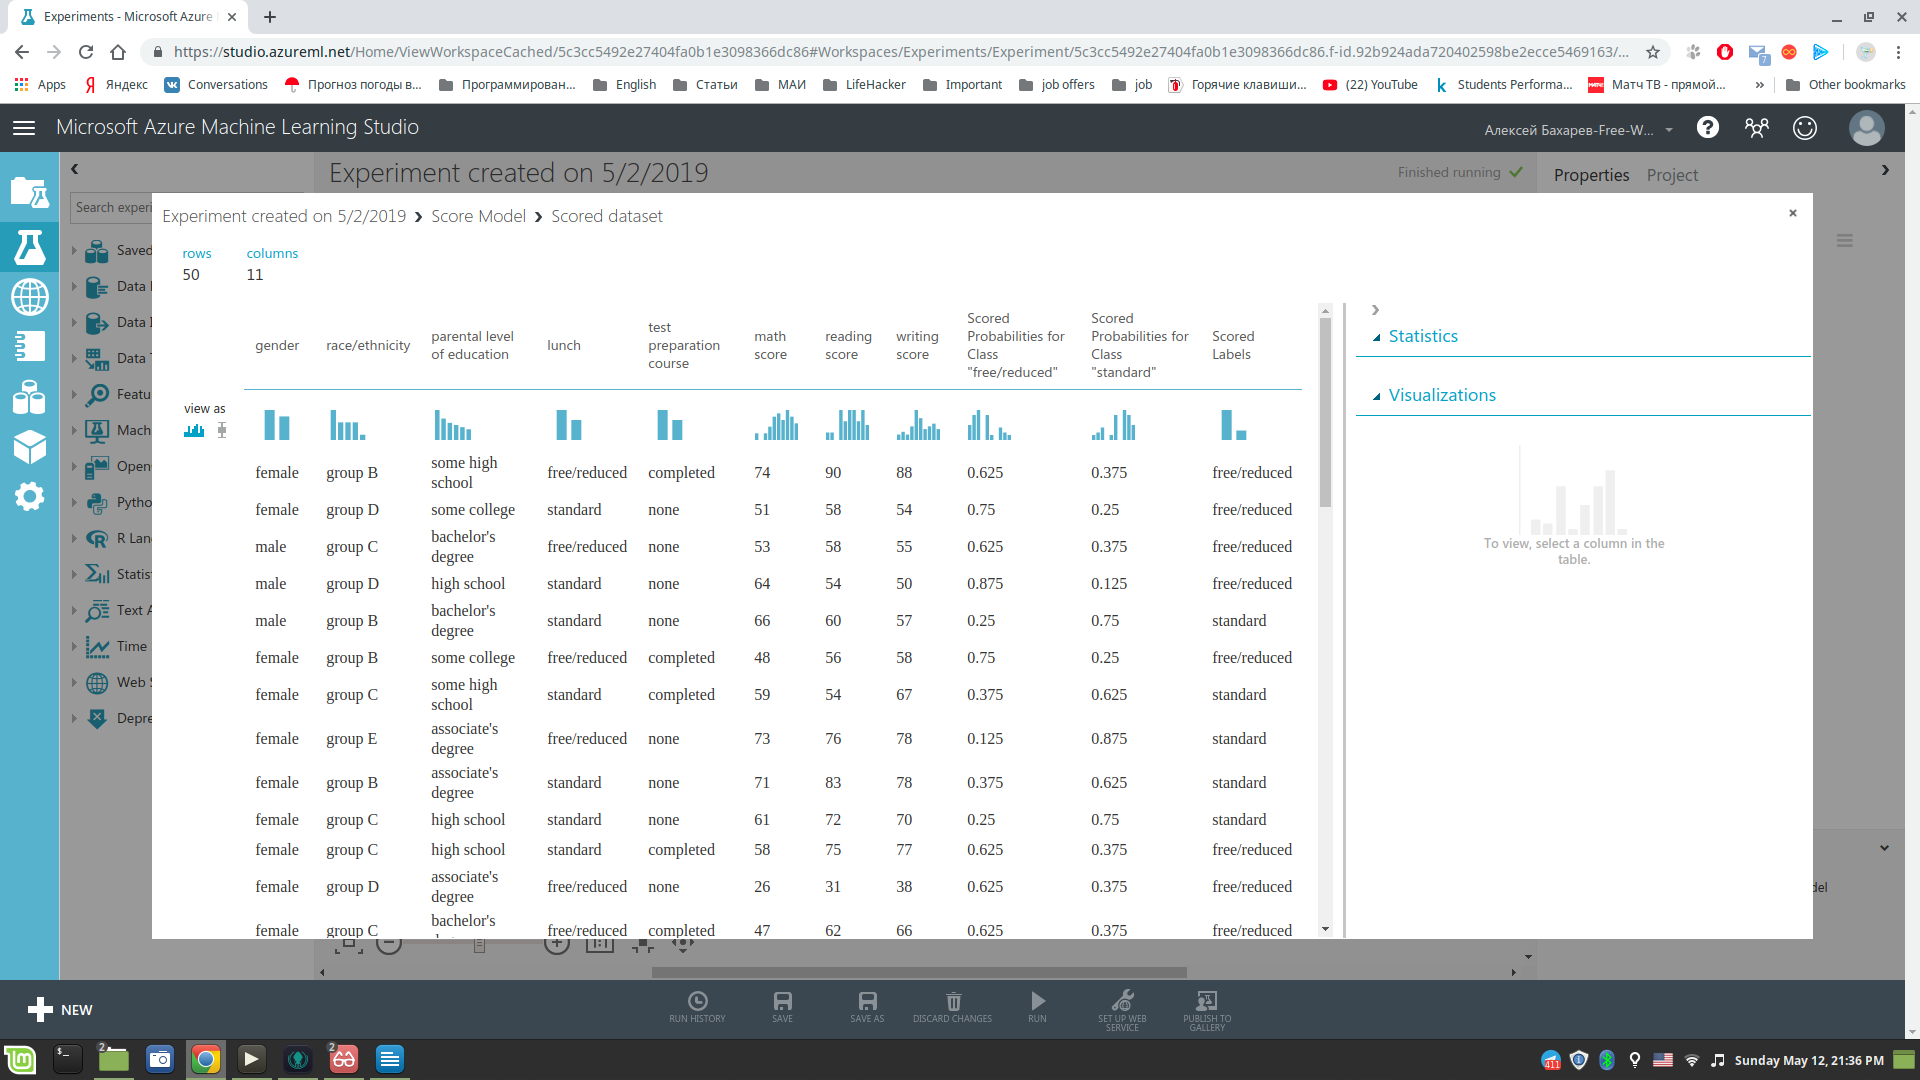 Experiments - Microsoft Azure
https://studio.azureml.net/Home/ViewWorkspaceCached/5c3cc5492e27404fa0b1e3098366dc86#Workspaces/Experiments/Experiment/5c3cc5492e27404fa0b1e3098366dc86.f-id.92b924ada720402598be2ecce5469163/...
7
Apps Яндекс Conversations Прогноз погоды в... Программирован... English Статьи МАИ LifeHacker Important job offers job Горячие клавиши... (22) YouTube Students Performa... Матч ТВ - прямой... » Other bookmarks
Microsoft Azure Machine Learning Studio
Алексей Бахарев-Free-W...
Experiment created on 5/2/2019
Finished running
Properties Project
Search experi
Saved
Data
Data
Data
Featu
Mach
Open
Pytho
R Lan
Statis
Text A
Time
Web S
Depre
Experiment created on 5/2/2019 › Score Model › Scored dataset
rows columns
50 11
gender race/ethnicity parental level of education lunch test preparation course math score reading score writing score Scored Probabilities for Class "free/reduced" Scored Probabilities for Class "standard" Scored Labels
view as
female group B some high school free/reduced completed 74 90 88 0.625 0.375 free/reduced
female group D some college standard none 51 58 54 0.75 0.25 free/reduced
male group C bachelor's degree free/reduced none 53 58 55 0.625 0.375 free/reduced
male group D high school standard none 64 54 50 0.875 0.125 free/reduced
male group B bachelor's degree standard none 66 60 57 0.25 0.75 standard
female group B some college free/reduced completed 48 56 58 0.75 0.25 free/reduced
female group C some high school standard completed 59 54 67 0.375 0.625 standard
female group E associate's degree free/reduced none 73 76 78 0.125 0.875 standard
female group B associate's degree standard none 71 83 78 0.375 0.625 standard
female group C high school standard none 61 72 70 0.25 0.75 standard
female group C high school standard completed 58 75 77 0.625 0.375 free/reduced
female group D associate's degree free/reduced none 26 31 38 0.625 0.375 free/reduced
female group C bachelor's free/reduced completed 47 62 66 0.625 0.375 free/reduced
Statistics
Visualizations
To view, select a column in the
table.
del
1:1
NEW
RUN HISTORY SAVE SAVE AS DISCARD CHANGES RUN SET UP WEB SERVICE PUBLISH TO GALLERY
2 2 411 Sunday May 12, 21:36 PM